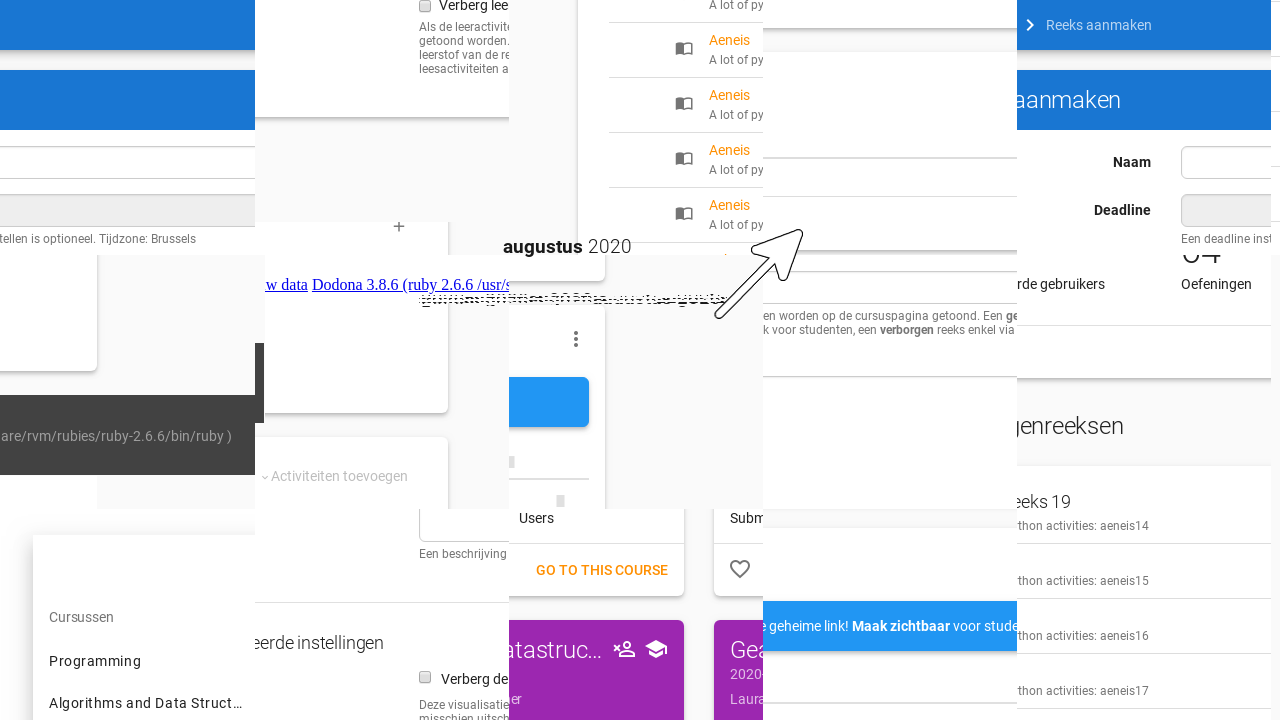 Verberg lee
Als de leeractivite
getoond worden.
leerstof van de re
leesactiviteiten a
A lot of py
Aeneis
A lot of py
Aeneis
A lot of py
Aeneis
A lot of py
Aeneis
A lot of py
Reeks aanmaken
aanmaken
Naam
Deadline
Een deadline inst
tellen is optioneel. Tijdzone: Brussels
+
augustus 2020
w data Dodona 3.8.6 (ruby 2.6.6 /usr/s
are/rvm/rubies/ruby-2.6.6/bin/ruby )
Activiteiten toevoegen
en worden op de cursuspagina getoond. Een ge
k voor studenten, een verborgen reeks enkel via
rde gebruikers
Oefeningen
genreeksen
eeks 19
thon activities: aeneis14
thon activities: aeneis15
thon activities: aeneis16
thon activities: aeneis17
Cursussen
Programming
Algorithms and Data Struct…
Een beschrijving
eerde instellingen
Verberg de
Deze visualisatie
misschien uitsch
Users
GO TO THIS COURSE
Subm
atastruc…
ner
Gea
2020-
Laura
e geheime link! Maak zichtbaar voor stude